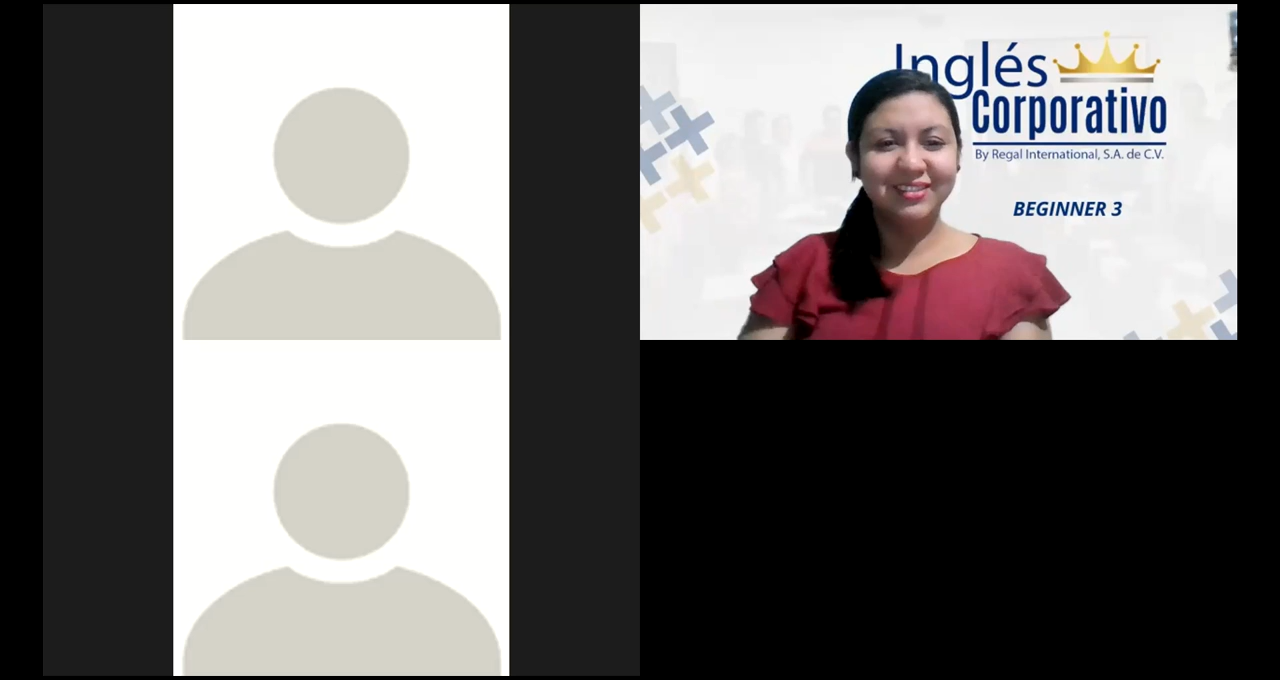 Inglés
Corporativo
By Regal International, S.A. de C.V.
BEGINNER 3